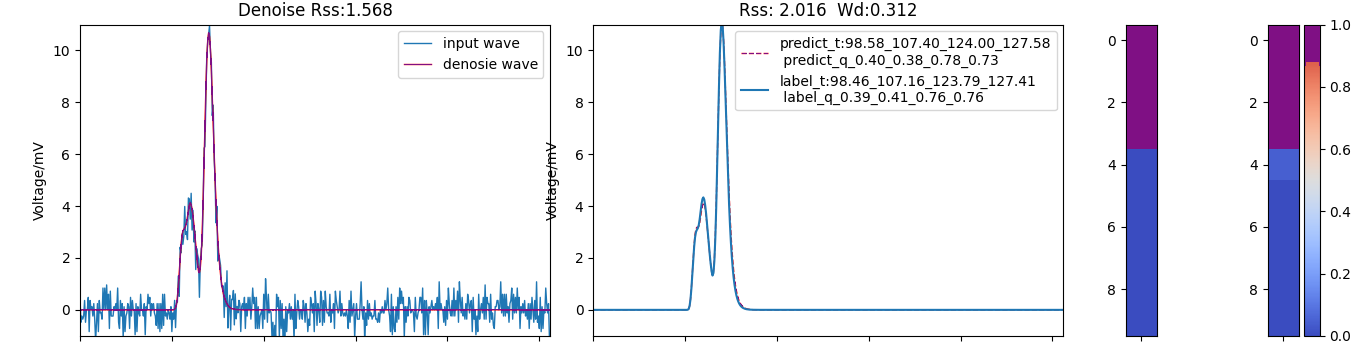 Denoise Rss:1.568
Voltage/mV
10
8
6
4
2
0
input wave
denosie wave
Rss: 2.016  Wd:0.312
Voltage/mV
10
8
6
4
2
0
predict_t:98.58_107.40_124.00_127.58
predict_q_0.40_0.38_0.78_0.73
label_t:98.46_107.16_123.79_127.41
label_q_0.39_0.41_0.76_0.76
0
2
4
6
8
0
2
4
6
8
1.0
0.8
0.6
0.4
0.2
0.0